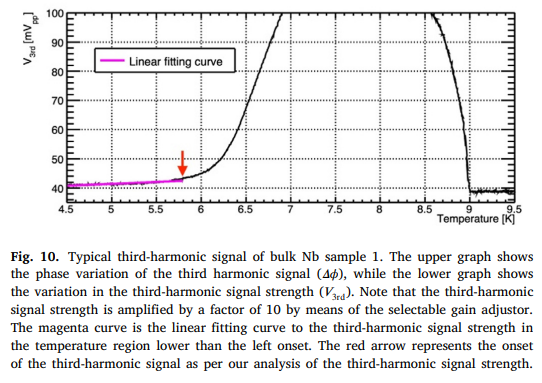 V3rd [mVpp]
100
90
80
70
60
50
40
Linear fitting curve
4.5 5 5.5 6 6.5 7 7.5 8 8.5 9 9.5
Temperature [K]
Fig. 10. Typical third-harmonic signal of bulk Nb sample 1. The upper graph shows
the phase variation of the third harmonic signal (Δϕ), while the lower graph shows
the variation in the third-harmonic signal strength (V3rd). Note that the third-harmonic
signal strength is amplified by a factor of 10 by means of the selectable gain adjustor.
The magenta curve is the linear fitting curve to the third-harmonic signal strength in
the temperature region lower than the left onset. The red arrow represents the onset
of the third-harmonic signal as per our analysis of the third-harmonic signal strength.